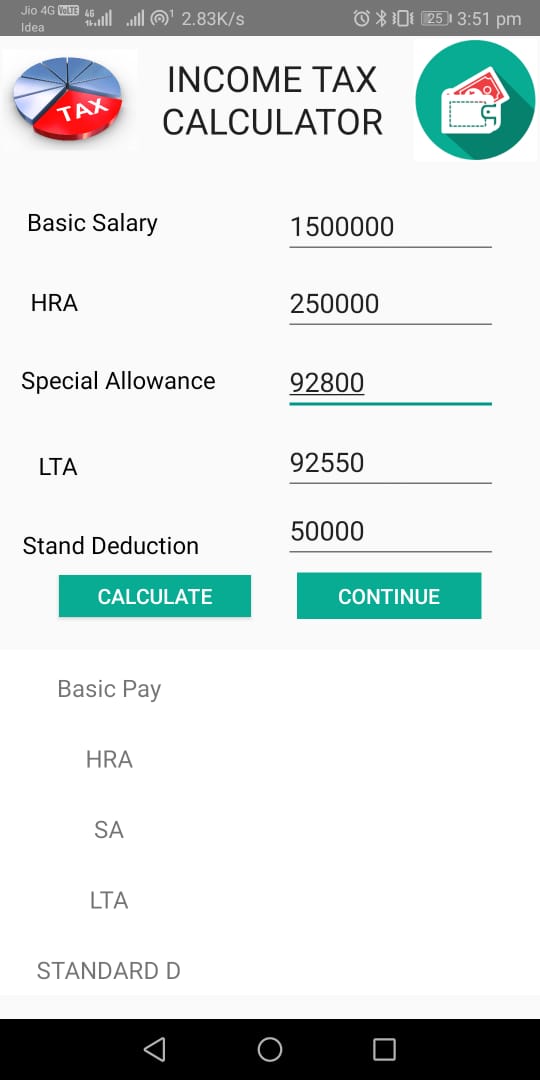 Jio 4G VoLTE 4G 1 2.83K/s 25 3:51 pm
Idea
TAX
INCOME TAX
CALCULATOR
Basic Salary 1500000
HRA 250000
Special Allowance 92800
LTA 92550
Stand Deduction 50000
CALCULATE CONTINUE
Basic Pay
HRA
SA
LTA
STANDARD D